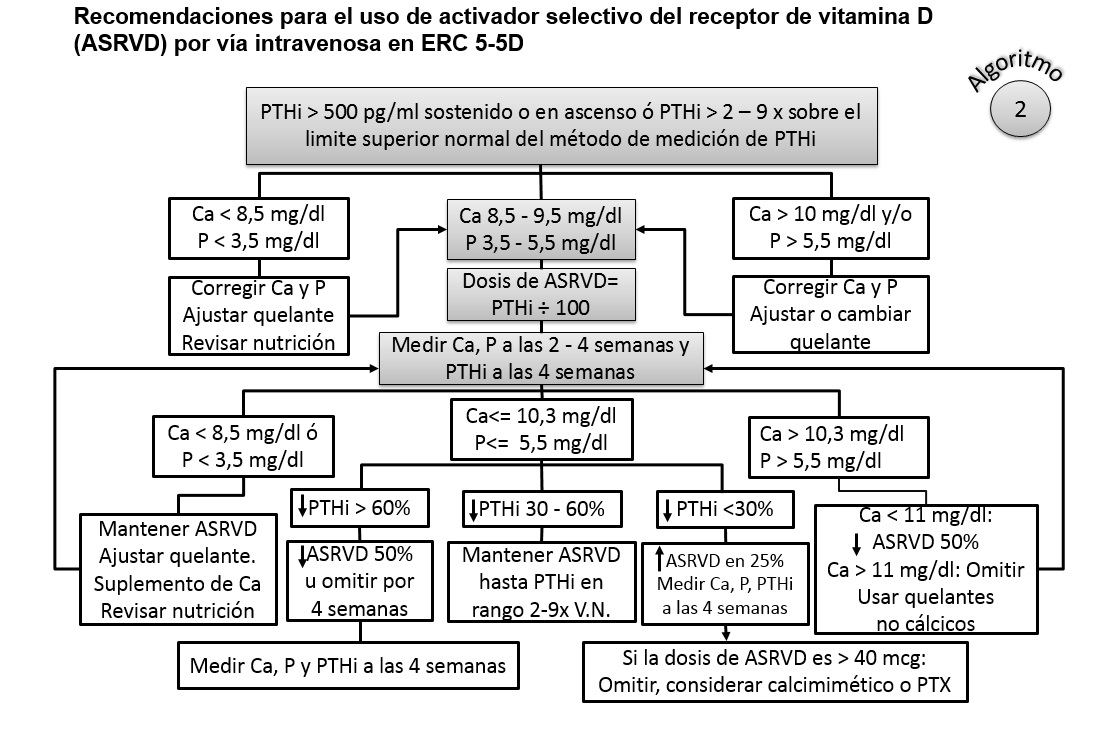 Recomendaciones para el uso de activador selectivo del receptor de vitamina D
(ASRVD) por vía intravenosa en ERC 5-5D
Algoritmo
2
PTHi > 500 pg/ml sostenido o en ascenso ó PTHi > 2 – 9 x sobre el
limite superior normal del método de medición de PTHi
Ca < 8,5 mg/dl
P < 3,5 mg/dl
Ca 8,5 - 9,5 mg/dl
P 3,5 - 5,5 mg/dl
Ca > 10 mg/dl y/o
P > 5,5 mg/dl
Corregir Ca y P
Ajustar quelante
Revisar nutrición
Dosis de ASRVD=
PTHi ÷ 100
Corregir Ca y P
Ajustar o cambiar
quelante
Medir Ca, P a las 2 - 4 semanas y
PTHi a las 4 semanas
Ca < 8,5 mg/dl ó
P < 3,5 mg/dl
Ca<= 10,3 mg/dl
P<= 5,5 mg/dl
Ca > 10,3 mg/dl
P > 5,5 mg/dl
↓PTHi > 60%
↓PTHi 30 - 60%
↓ PTHi <30%
Mantener ASRVD
Ajustar quelante.
Suplemento de Ca
Revisar nutrición
↓ASRVD 50%
u omitir por
4 semanas
Mantener ASRVD
hasta PTHi en
rango 2-9x V.N.
↑ASRVD en 25%
Medir Ca, P, PTHi
a las 4 semanas
Ca < 11 mg/dl:
↓ ASRVD 50%
Ca > 11 mg/dl: Omitir
Usar quelantes
no cálcicos
Medir Ca, P y PTHi a las 4 semanas
Si la dosis de ASRVD es > 40 mcg:
Omitir, considerar calcimimético o PTX